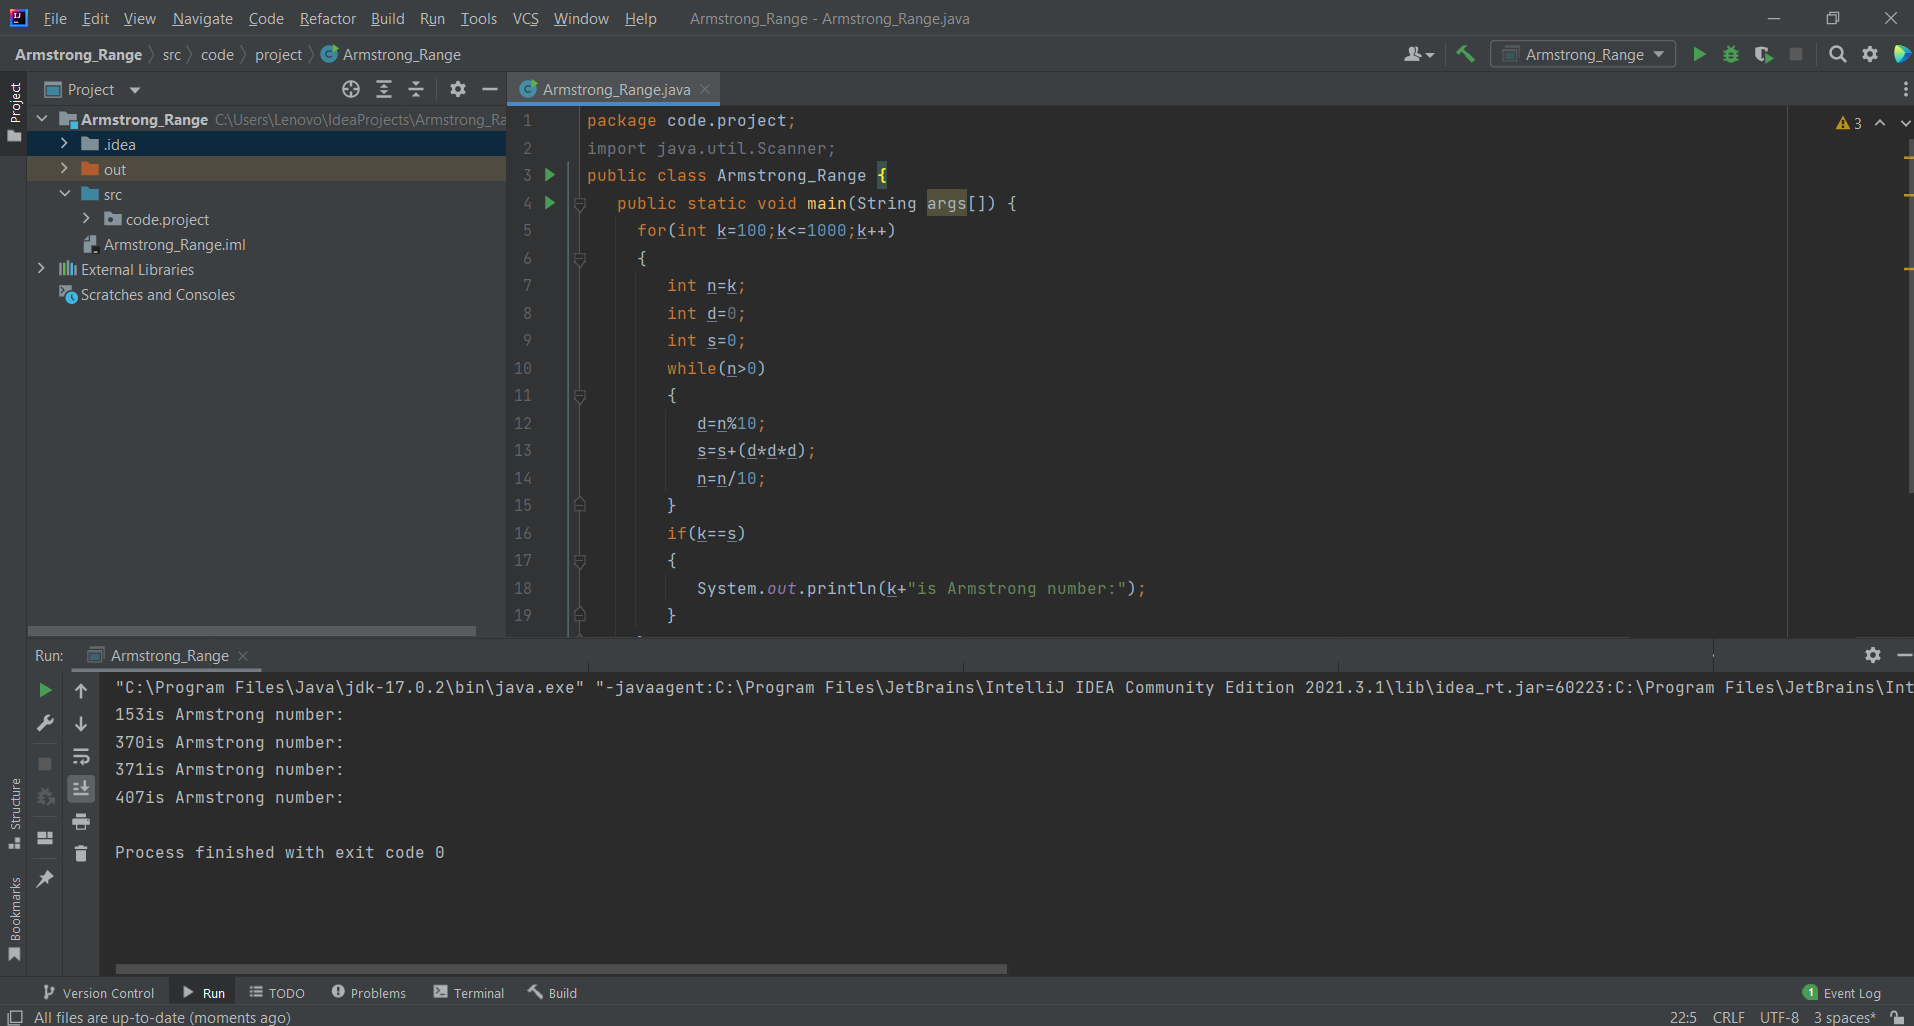 File Edit View Navigate Code Refactor Build Run Tools VCS Window Help Armstrong_Range - Armstrong_Range.java
Armstrong_Range src code project Armstrong_Range Armstrong_Range
Project
Project
Armstrong_Range C:\Users\Lenovo\IdeaProjects\Armstrong_Ra
.idea
out
src
code.project
Armstrong_Range.iml
External Libraries
Scratches and Consoles
Armstrong_Range.java
3
1 package code.project;
2 import java.util.Scanner;
3 public class Armstrong_Range {
4 public static void main(String args[]) {
5 for(int k=100;k<=1000;k++)
6 {
7 int n=k;
8 int d=0;
9 int s=0;
10 while(n>0)
11 {
12 d=n%10;
13 s=s+(d*d*d);
14 n=n/10;
15 }
16 if(k==s)
17 {
18 System.out.println(k+"is Armstrong number:");
19 }
Run: Armstrong_Range
"C:\Program Files\Java\jdk-17.0.2\bin\java.exe" "-javaagent:C:\Program Files\JetBrains\IntelliJ IDEA Community Edition 2021.3.1\lib\idea_rt.jar=60223:C:\Program Files\JetBrains\Int
153is Armstrong number:
370is Armstrong number:
371is Armstrong number:
407is Armstrong number:
Process finished with exit code 0
Structure
Bookmarks
Version Control Run TODO Problems Terminal Build 1 Event Log
All files are up-to-date (moments ago) 22:5 CRLF UTF-8 3 spaces*